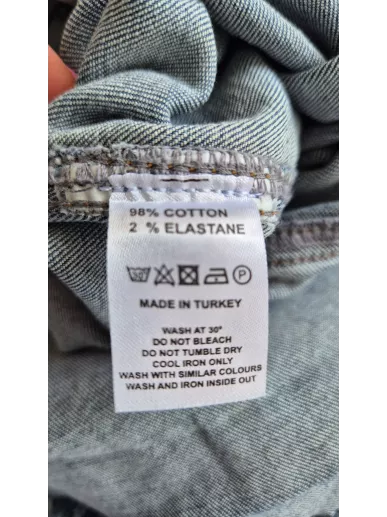 98% COTTON
2 % ELASTANE
P
MADE IN TURKEY
WASH AT 30°
DO NOT BLEACH
DO NOT TUMBLE DRY
COOL IRON ONLY
WASH WITH SIMILAR COLOURS
WASH AND IRON INSIDE OUT